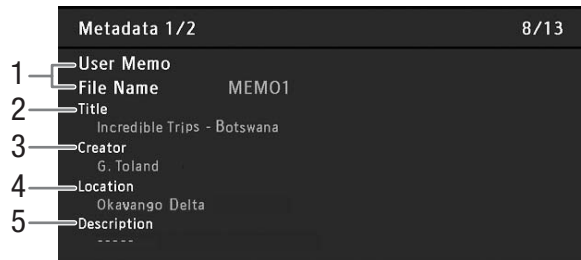 Metadata 1/2 8/13
1 User Memo
File Name MEMO1
2 Title
Incredible Trips - Botswana
3 Creator
G. Toland
4 Location
Okavango Delta
5 Description
-----